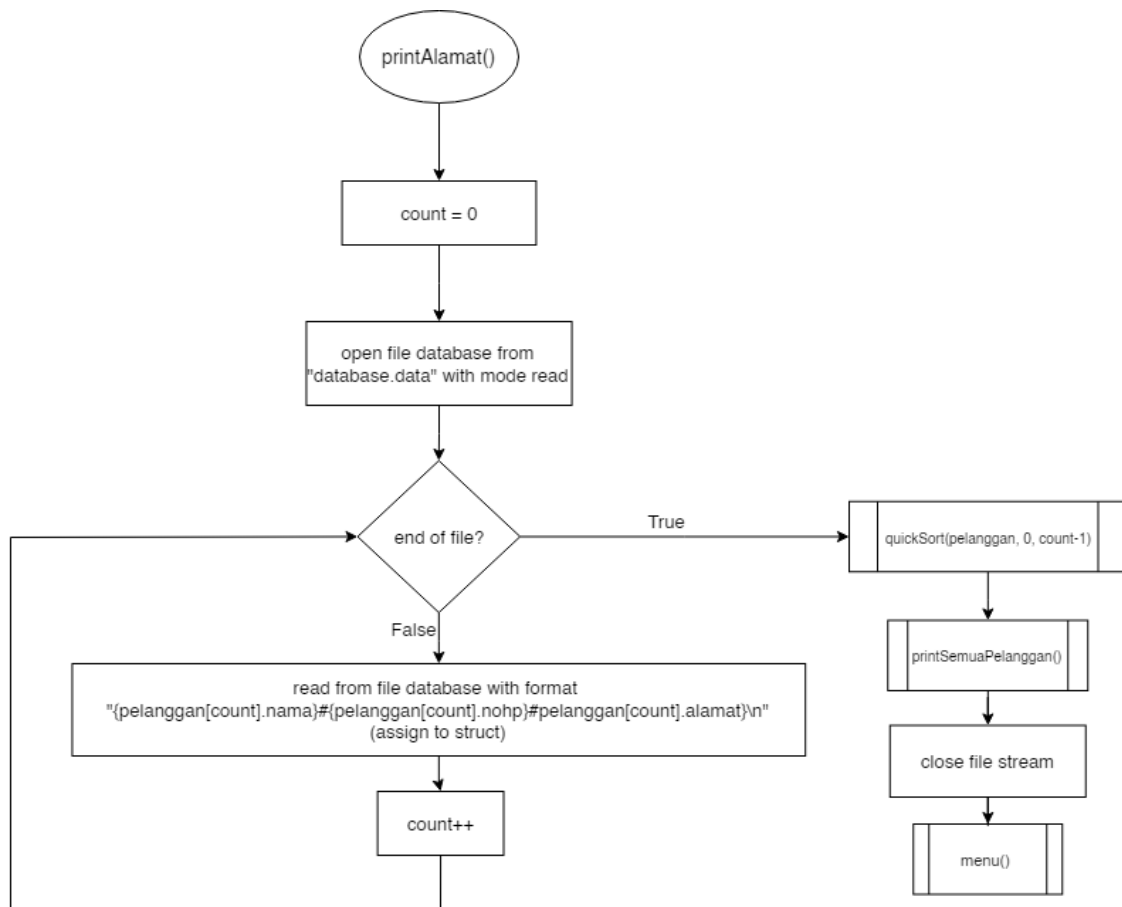 printAlamat()
count = 0
open file database from
"database.data" with mode read
end of file?
True
False
read from file database with format
"{pelanggan[count].nama}#{pelanggan[count].nohp}#pelanggan[count].alamat}\n"
(assign to struct)
count++
quickSort(pelanggan, 0, count-1)
printSemuaPelanggan()
close file stream
menu()